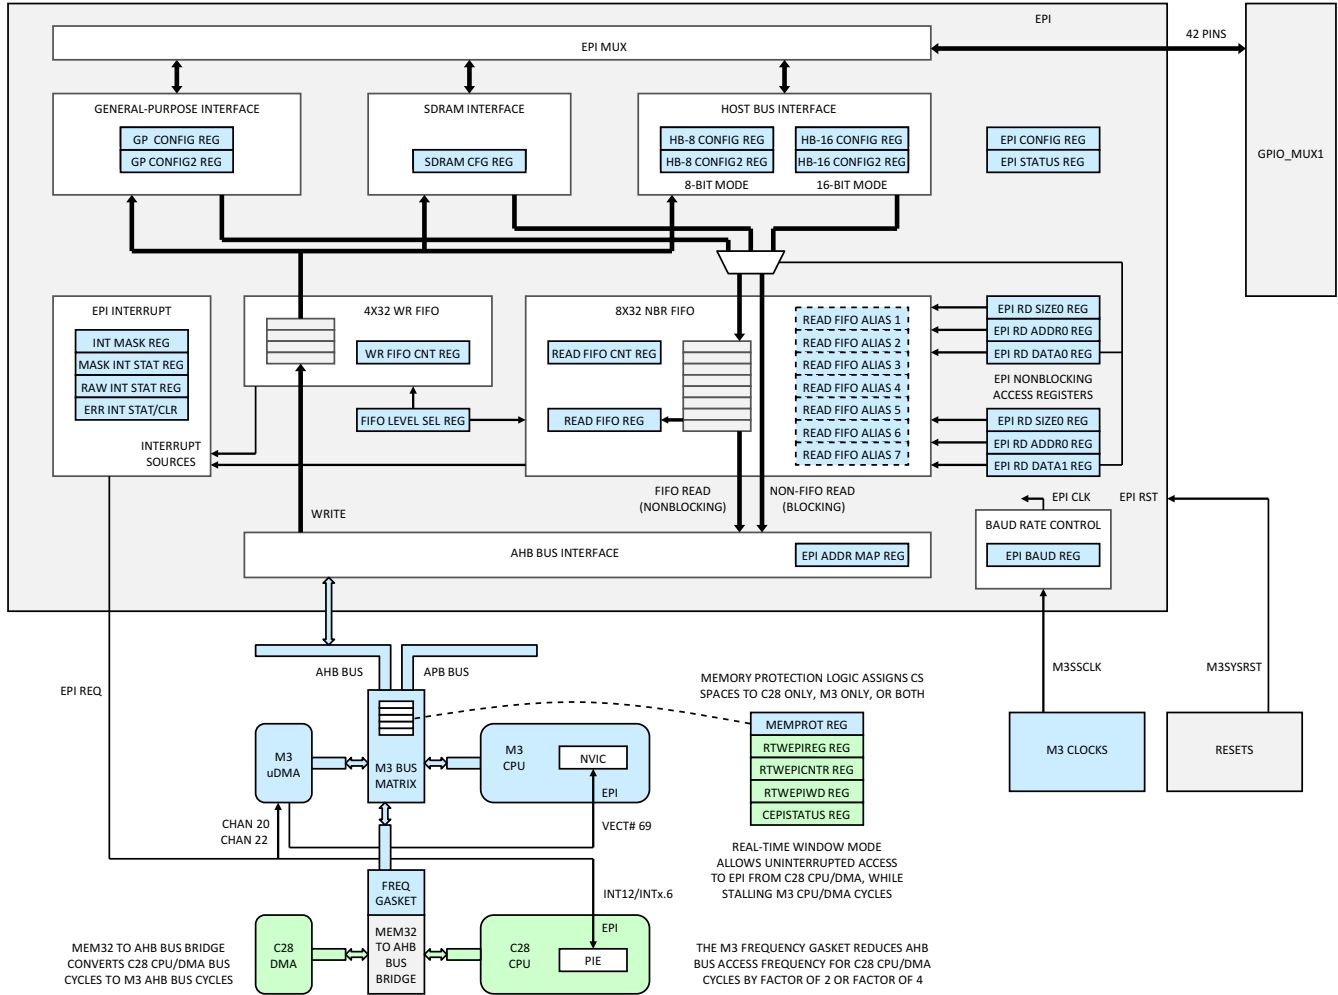 EPI
42 PINS
EPI MUX
GENERAL-PURPOSE INTERFACE
GP CONFIG REG
GP CONFIG2 REG
SDRAM INTERFACE
SDRAM CFG REG
HOST BUS INTERFACE
HB-8 CONFIG REG
HB-8 CONFIG2 REG
8-BIT MODE
HB-16 CONFIG REG
HB-16 CONFIG2 REG
16-BIT MODE
EPI CONFIG REG
EPI STATUS REG
GPIO_MUX1
EPI INTERRUPT
INT MASK REG
MASK INT STAT REG
RAW INT STAT REG
ERR INT STAT/CLR
INTERRUPT
SOURCES
4X32 WR FIFO
WR FIFO CNT REG
FIFO LEVEL SEL REG
8X32 NBR FIFO
READ FIFO CNT REG
READ FIFO REG
READ FIFO ALIAS 1
READ FIFO ALIAS 2
READ FIFO ALIAS 3
READ FIFO ALIAS 4
READ FIFO ALIAS 5
READ FIFO ALIAS 6
READ FIFO ALIAS 7
EPI RD SIZE0 REG
EPI RD ADDR0 REG
EPI RD DATA0 REG
EPI NONBLOCKING
ACCESS REGISTERS
EPI RD SIZE0 REG
EPI RD ADDR0 REG
EPI RD DATA1 REG
WRITE
FIFO READ
(NONBLOCKING)
NON-FIFO READ
(BLOCKING)
EPI CLK
EPI RST
BAUD RATE CONTROL
EPI BAUD REG
AHB BUS INTERFACE
EPI ADDR MAP REG
AHB BUS
APB BUS
EPI REQ
M3SSCLK
M3SYSRST
MEMORY PROTECTION LOGIC ASSIGNS CS
SPACES TO C28 ONLY, M3 ONLY, OR BOTH
MEMPROT REG
RTWEPIREG REG
RTWEPICNTR REG
RTWEPIWD REG
CEPISTATUS REG
M3 CLOCKS
RESETS
M3
uDMA
M3 BUS
MATRIX
M3
CPU
NVIC
EPI
CHAN 20
CHAN 22
VECT# 69
REAL-TIME WINDOW MODE
ALLOWS UNINTERRUPTED ACCESS
TO EPI FROM C28 CPU/DMA, WHILE
STALLING M3 CPU/DMA CYCLES
FREQ
GASKET
INT12/INTx.6
MEM32
TO AHB
BUS
BRIDGE
C28
DMA
C28
CPU
EPI
PIE
MEM32 TO AHB BUS BRIDGE
CONVERTS C28 CPU/DMA BUS
CYCLES TO M3 AHB BUS CYCLES
THE M3 FREQUENCY GASKET REDUCES AHB
BUS ACCESS FREQUENCY FOR C28 CPU/DMA
CYCLES BY FACTOR OF 2 OR FACTOR OF 4